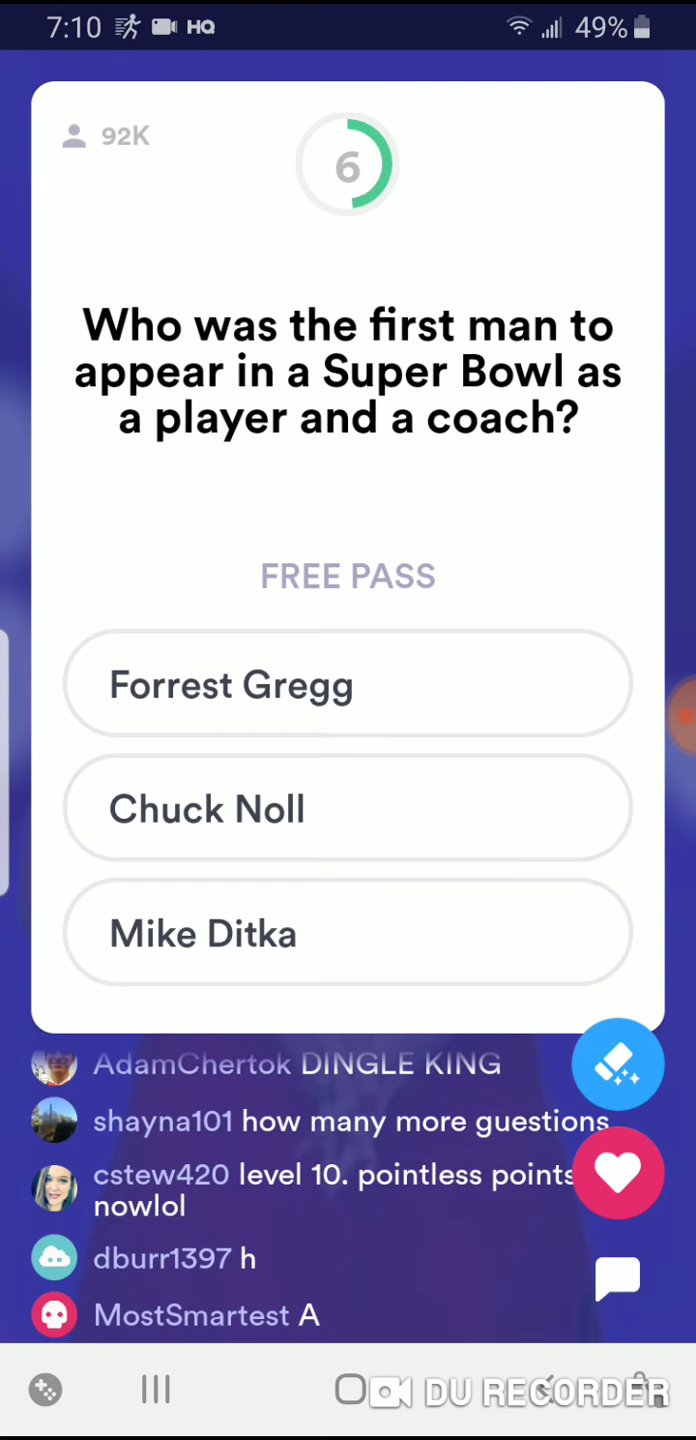 7:10 HQ 49%
92K
6
Who was the first man to
appear in a Super Bowl as
a player and a coach?
FREE PASS
Forrest Gregg
Chuck Noll
Mike Ditka
AdamChertok DINGLE KING
shayna101 how many more guestions
cstew420 level 10. pointless points
nowlol
dburr1397 h
MostSmartest A
DU RECORDER